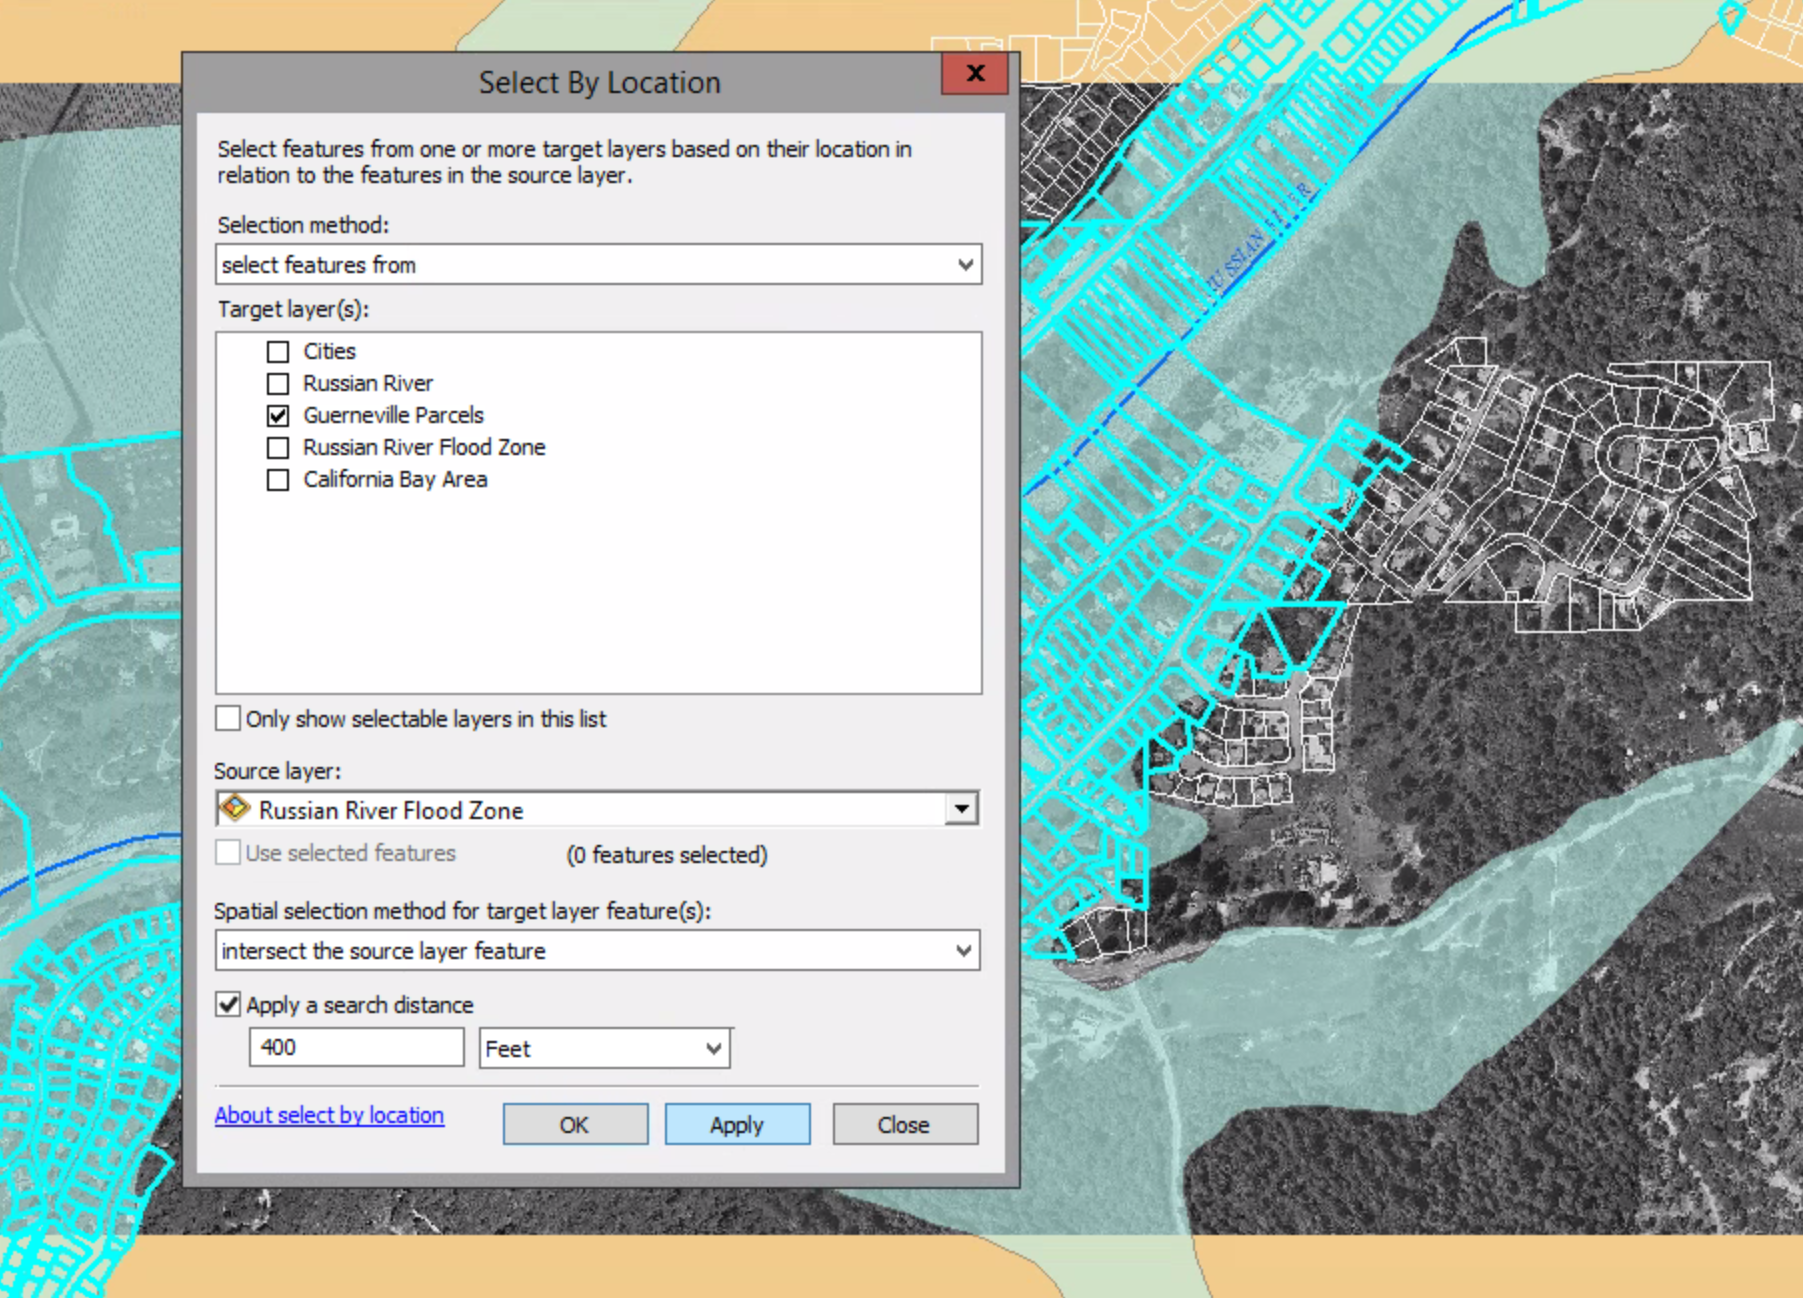 Select By Location
x
Select features from one or more target layers based on their location in
relation to the features in the source layer.
Selection method:
select features from
Target layer(s):
Cities
Russian River
Guerneville Parcels
Russian River Flood Zone
California Bay Area
Only show selectable layers in this list
Source layer:
Russian River Flood Zone
Use selected features (0 features selected)
Spatial selection method for target layer feature(s):
intersect the source layer feature
Apply a search distance
400 Feet
About select by location OK Apply Close